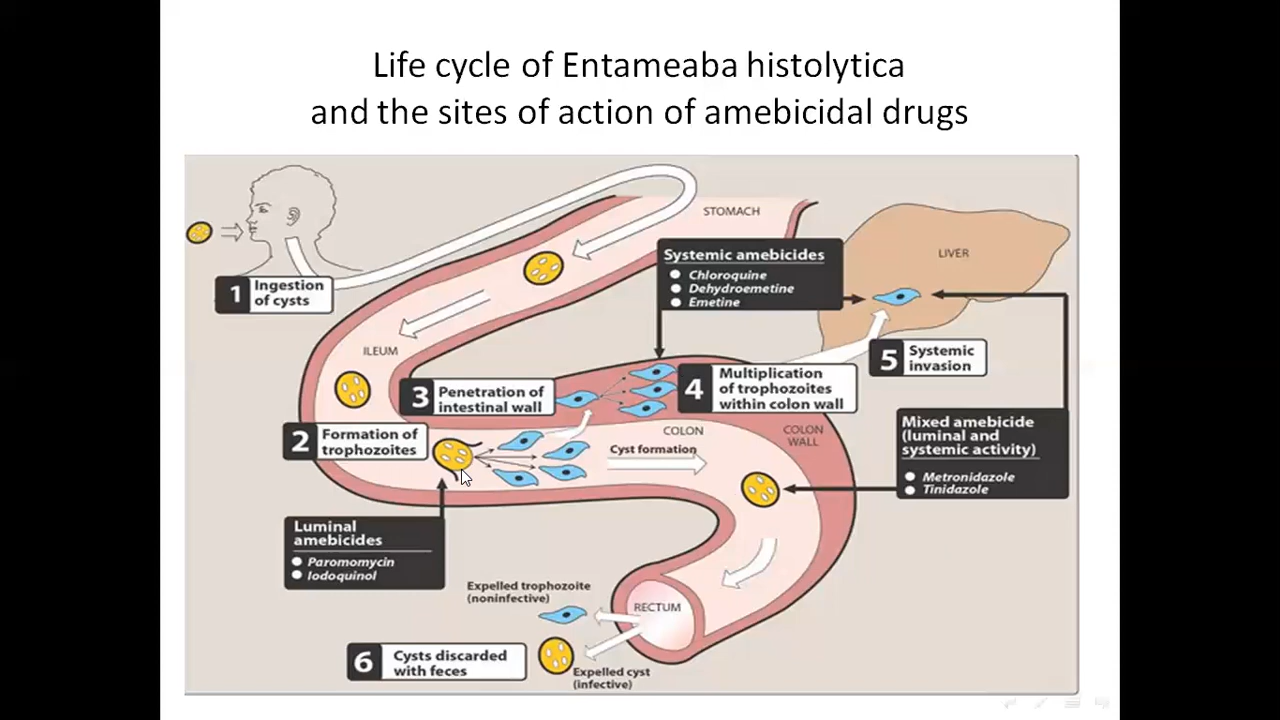 Life cycle of Entameaba histolytica
and the sites of action of amebicidal drugs
STOMACH
LIVER
Systemic amebicides
Chloroquine
Dehydroemetine
Emetine
1 Ingestion
of cysts
ILEUM
5 Systemic
invasion
3 Penetration of
intestinal wall
4 Multiplication
of trophozoites
within colon wall
2 Formation of
trophozoites
COLON
COLON
WALL
Cyst formation
Mixed amebicide
(luminal and
systemic activity)
Metronidazole
Tinidazole
Luminal
amebicides
Paromomycin
Iodoquinol
Expelled trophozoite
(noninfective)
RECTUM
6 Cysts discarded
with feces
Expelled cyst
(infective)